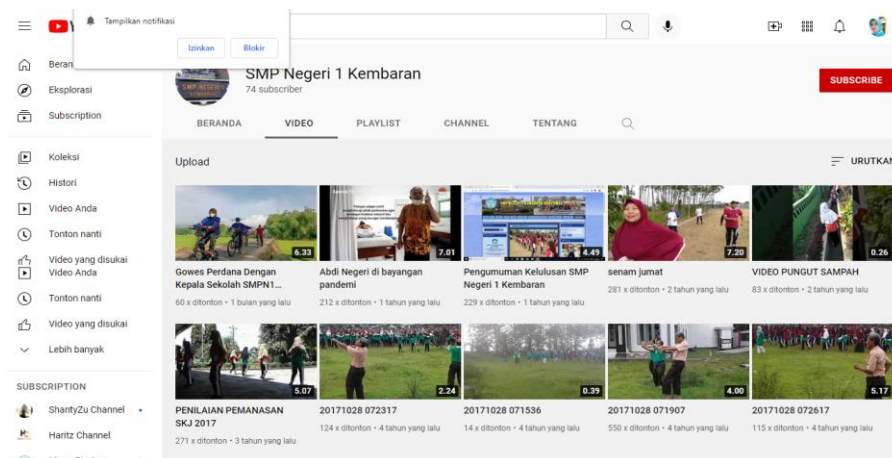 Tampilkan notifikasi
Izinkan Blokir
Beran
Eksplorasi
Subscription
Koleksi
Histori
Video Anda
Tonton nanti
Video yang disukai
Video Anda
Tonton nanti
Video yang disukai
Lebih banyak
SUBSCRIPTION
ShantyZu Channel
Haritz Channel
SMP Negeri 1 Kembaran
74 subscriber
SUBSCRIBE
BERANDA VIDEO PLAYLIST CHANNEL TENTANG
Upload
URUTKAN
6.33
7.01
4.49
7.20
0.26
Gowes Perdana Dengan
Kepala Sekolah SMPN1...
60 x ditonton • 1 bulan yang lalu
Abdi Negeri di bayangan
pandemi
212 x ditonton • 1 tahun yang lalu
Pengumuman Kelulusan SMP
Negeri 1 Kembaran
229 x ditonton • 1 tahun yang lalu
senam jumat
281 x ditonton • 2 tahun yang lalu
VIDEO PUNGUT SAMPAH
83 x ditonton • 2 tahun yang lalu
5.07
2.24
0.39
4.00
5.17
PENILAIAN PEMANASAN
SKJ 2017
271 x ditonton • 3 tahun yang lalu
20171028 072317
124 x ditonton • 4 tahun yang lalu
20171028 071536
14 x ditonton • 4 tahun yang lalu
20171028 071907
550 x ditonton • 4 tahun yang lalu
20171028 072617
115 x ditonton • 4 tahun yang lalu